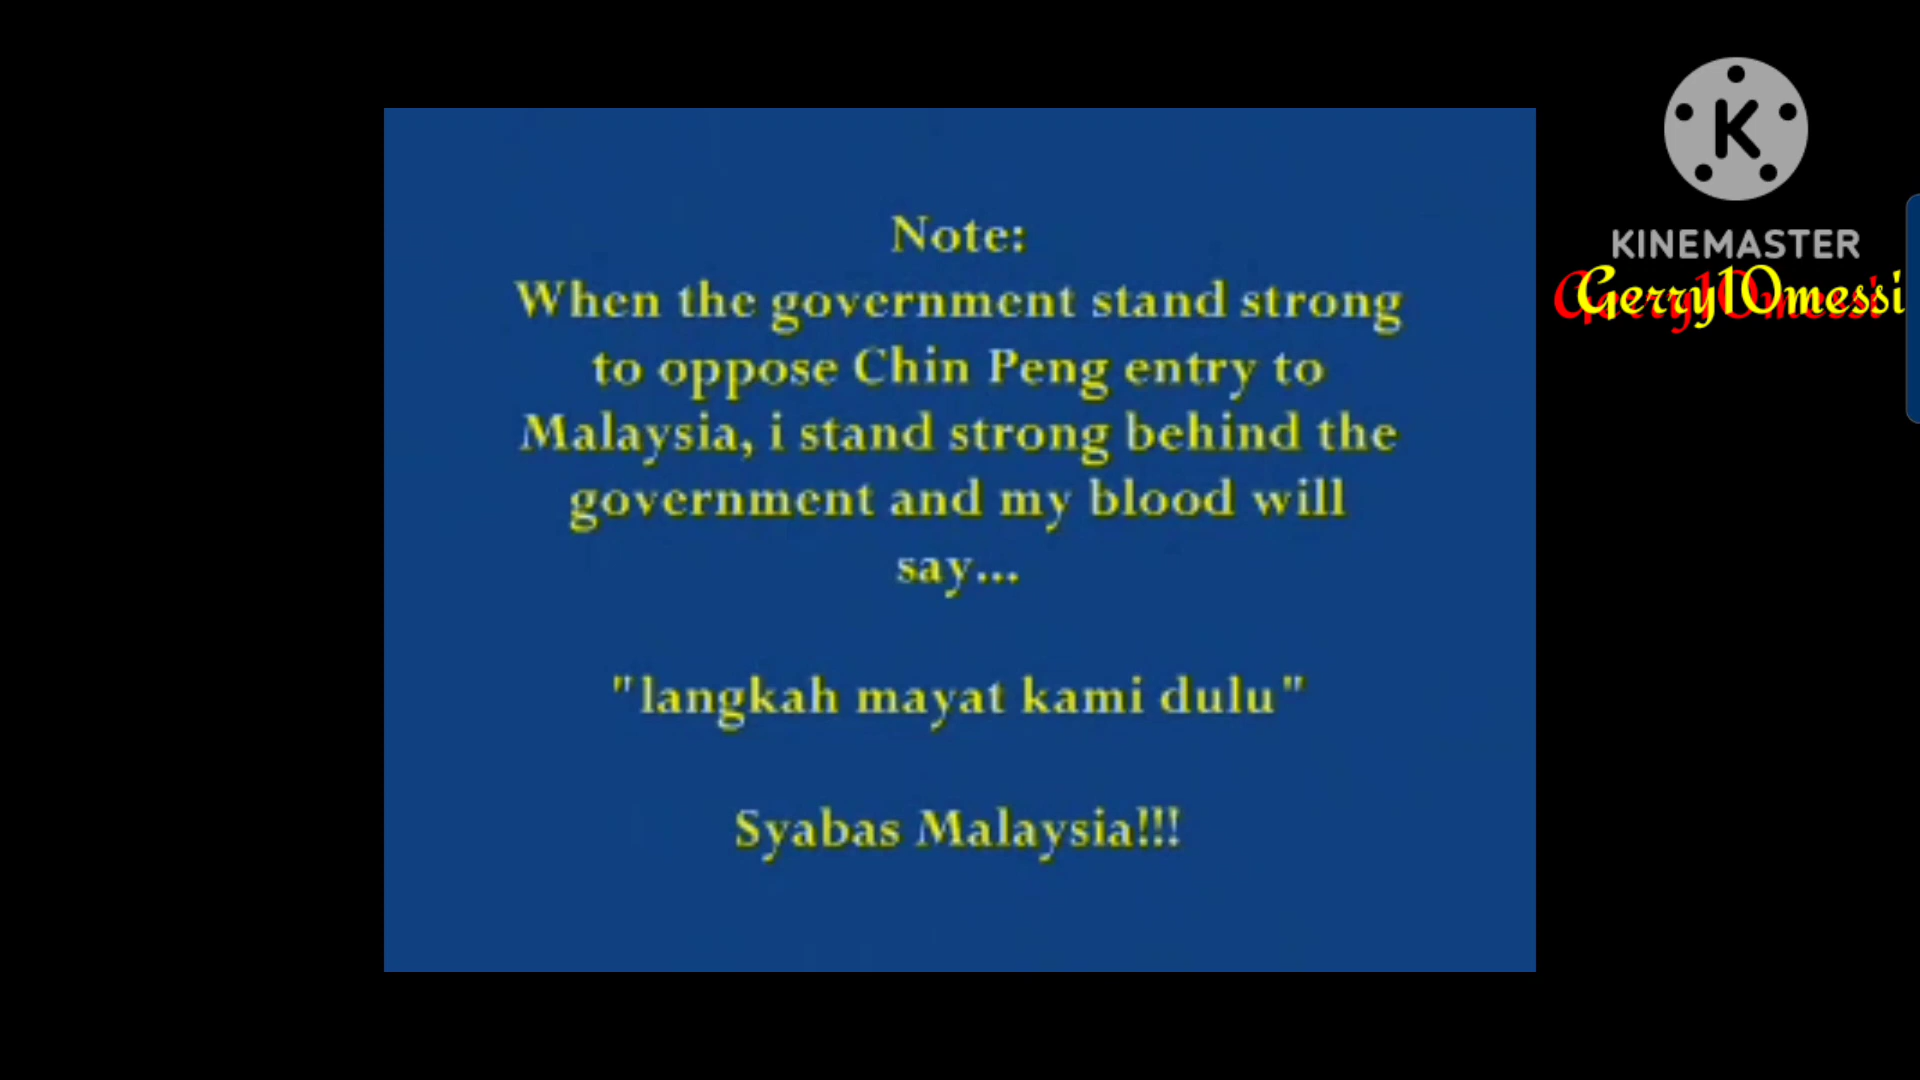 Note:
When the government stand strong
to oppose Chin Peng entry to
Malaysia, i stand strong behind the
government and my blood will
say...
"langkah mayat kami dulu"
Syabas Malaysia!!!
K
KINEMASTER
Gerry10messi